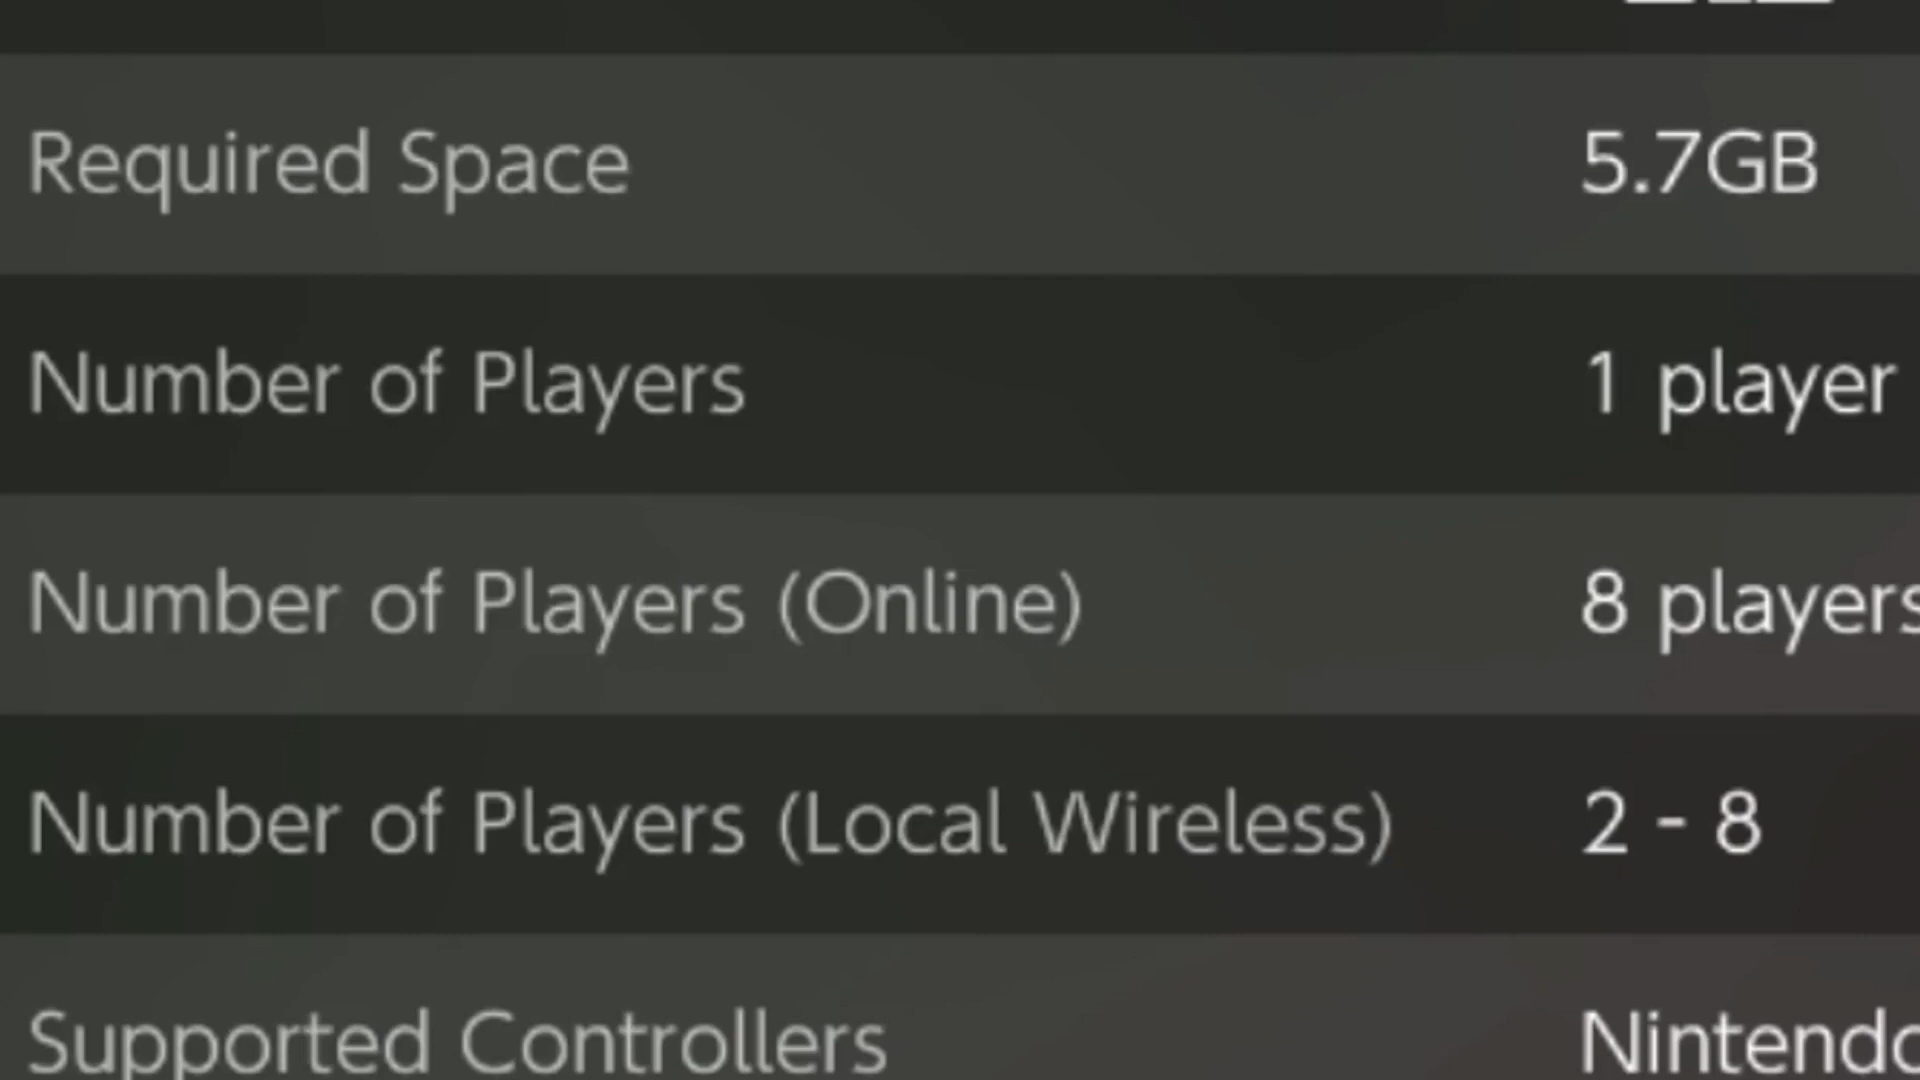 Required Space 5.7GB
Number of Players 1 player
Number of Players (Online) 8 players
Number of Players (Local Wireless) 2 - 8
Supported Controllers